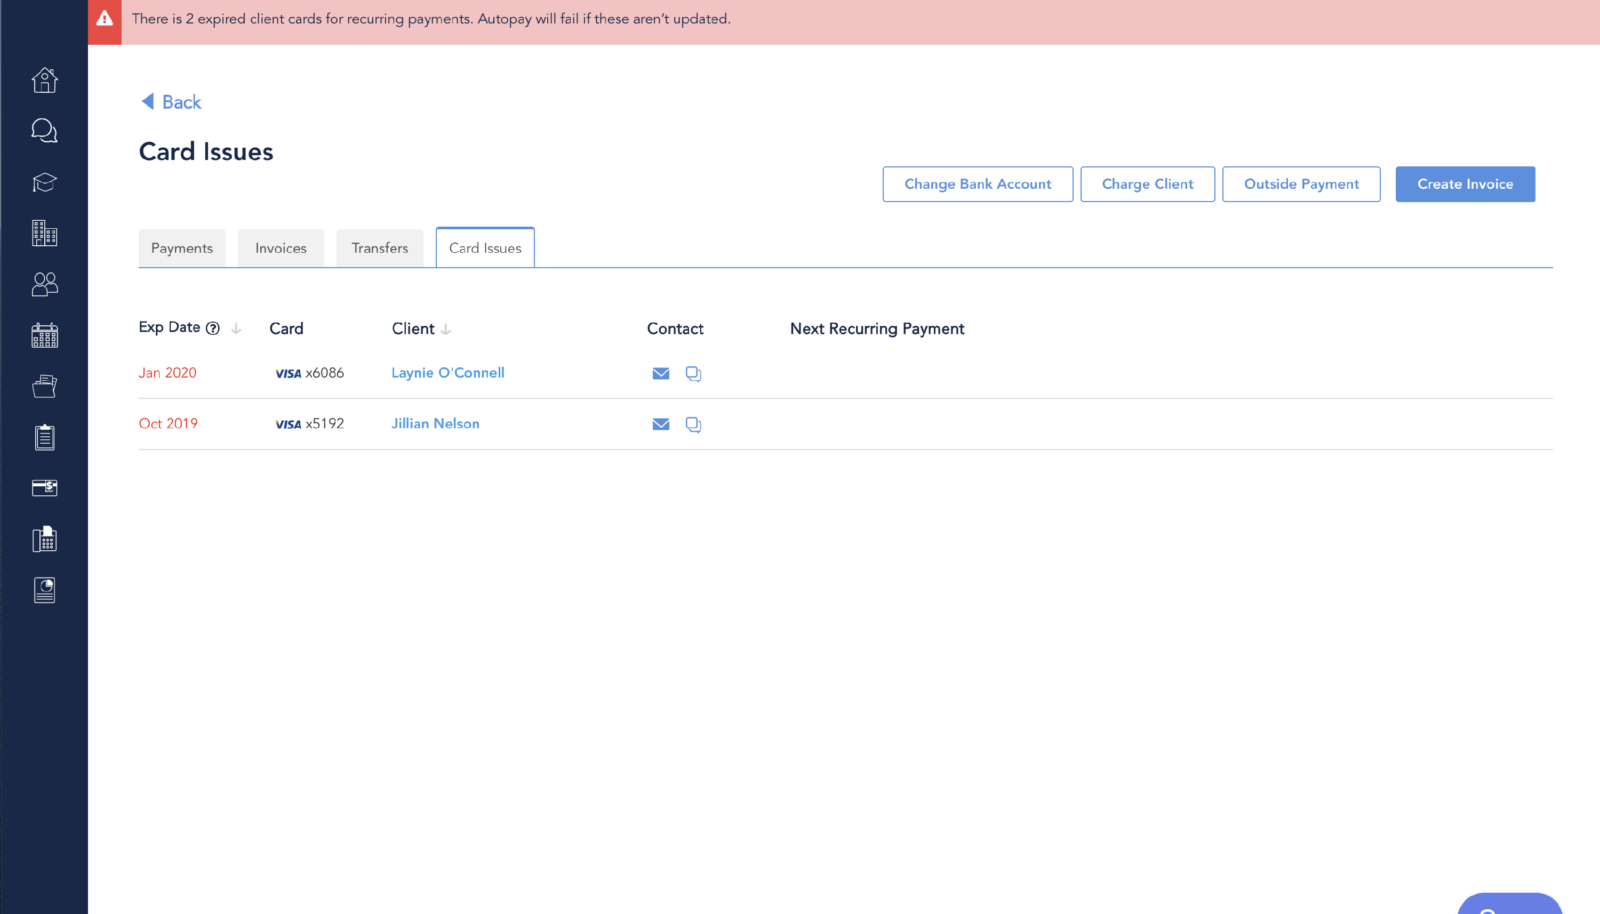 There is 2 expired client cards for recurring payments. Autopay will fail if these aren't updated.
Back
Card Issues
Change Bank Account Charge Client Outside Payment Create Invoice
Payments Invoices Transfers Card Issues
Exp Date ? Card Client Contact Next Recurring Payment
Jan 2020 VISA x6086 Laynie O'Connell
Oct 2019 VISA x5192 Jillian Nelson